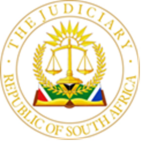 · THE JUDICIARY ·
REPUBLIC OF SOUTH AFRICA